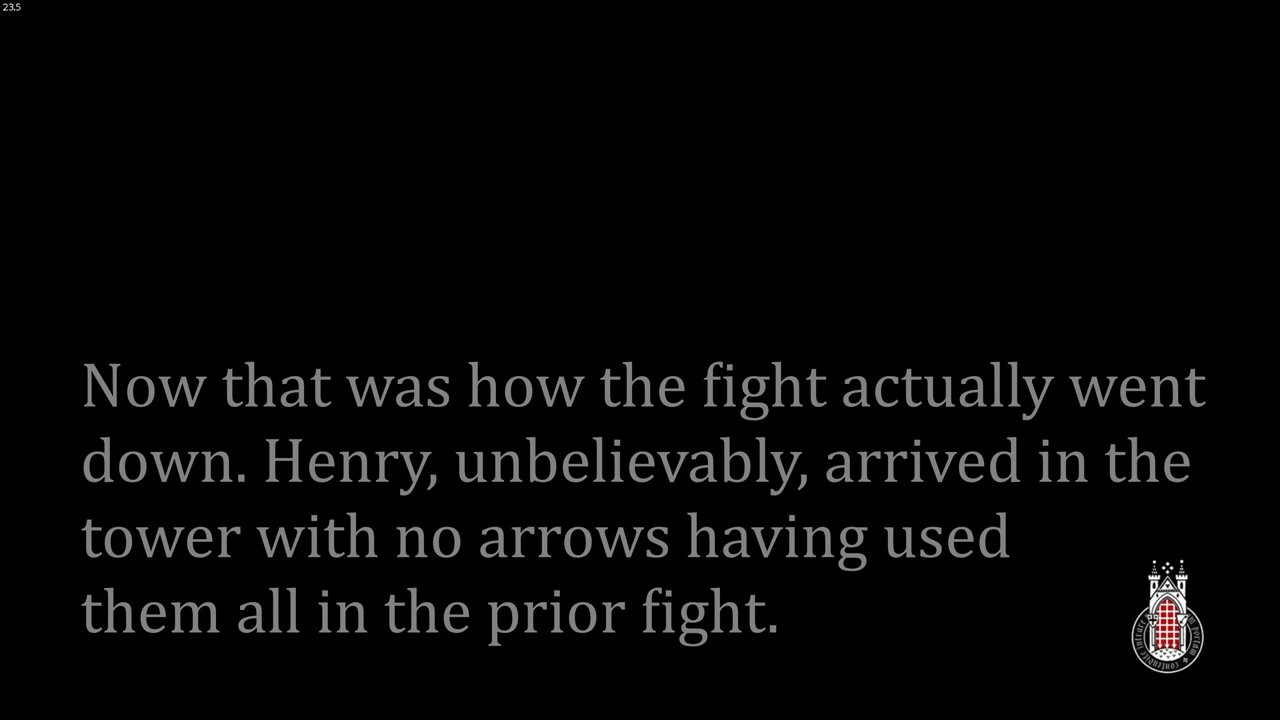 23.5
Now that was how the fight actually went
down. Henry, unbelievably, arrived in the
tower with no arrows having used
them all in the prior fight.